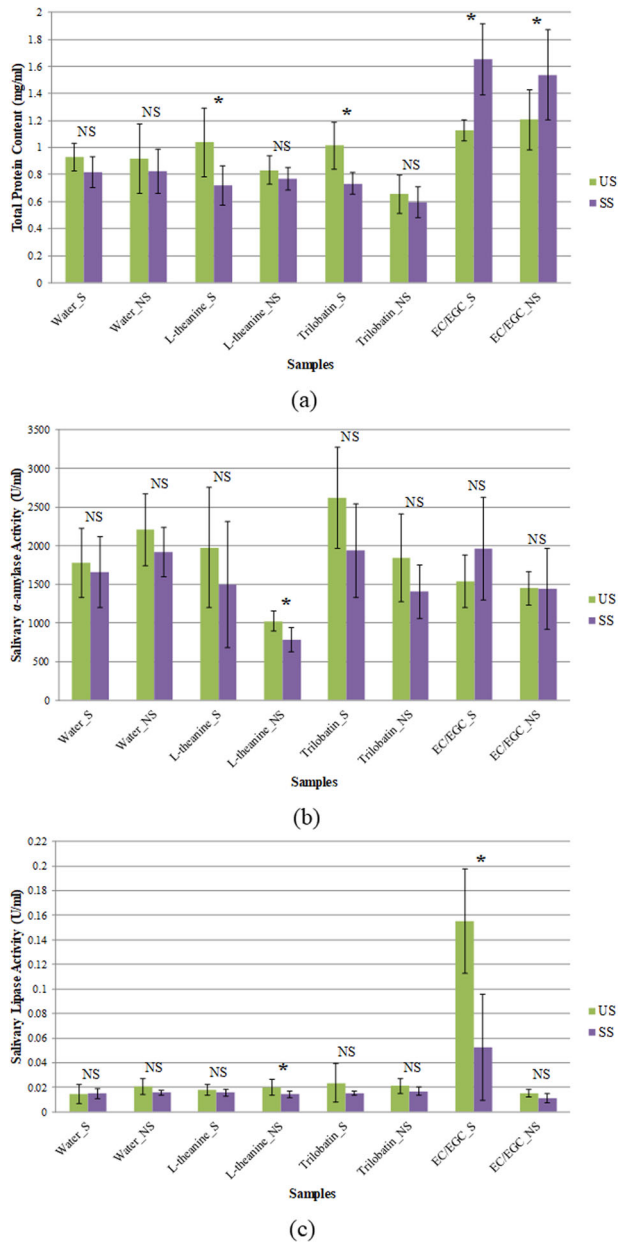 2
1.8
1.6
1.4
1.2
1
0.8
0.6
0.4
0.2
0
Total Protein Content (mg/ml)
NS
NS
*
NS
*
NS
*
*
US
SS
Water_S
Water_NS
L-theanine_S
L-theanine_NS
Trilobatin_S
Trilobatin_NS
EC/EGC_S
EC/EGC_NS
Samples
(a)
3500
3000
2500
2000
1500
1000
500
0
Salivary α-amylase Activity (U/ml)
NS
NS
NS
*
NS
NS
NS
NS
US
SS
Water_S
Water_NS
L-theanine_S
L-theanine_NS
Trilobatin_S
Trilobatin_NS
EC/EGC_S
EC/EGC_NS
Samples
(b)
0.22
0.2
0.18
0.16
0.14
0.12
0.1
0.08
0.06
0.04
0.02
0
Salivary Lipase Activity (U/ml)
NS
NS
NS
*
NS
NS
*
NS
US
SS
Water_S
Water_NS
L-theanine_S
L-theanine_NS
Trilobatin_S
Trilobatin_NS
EC/EGC_S
EC/EGC_NS
Samples
(c)